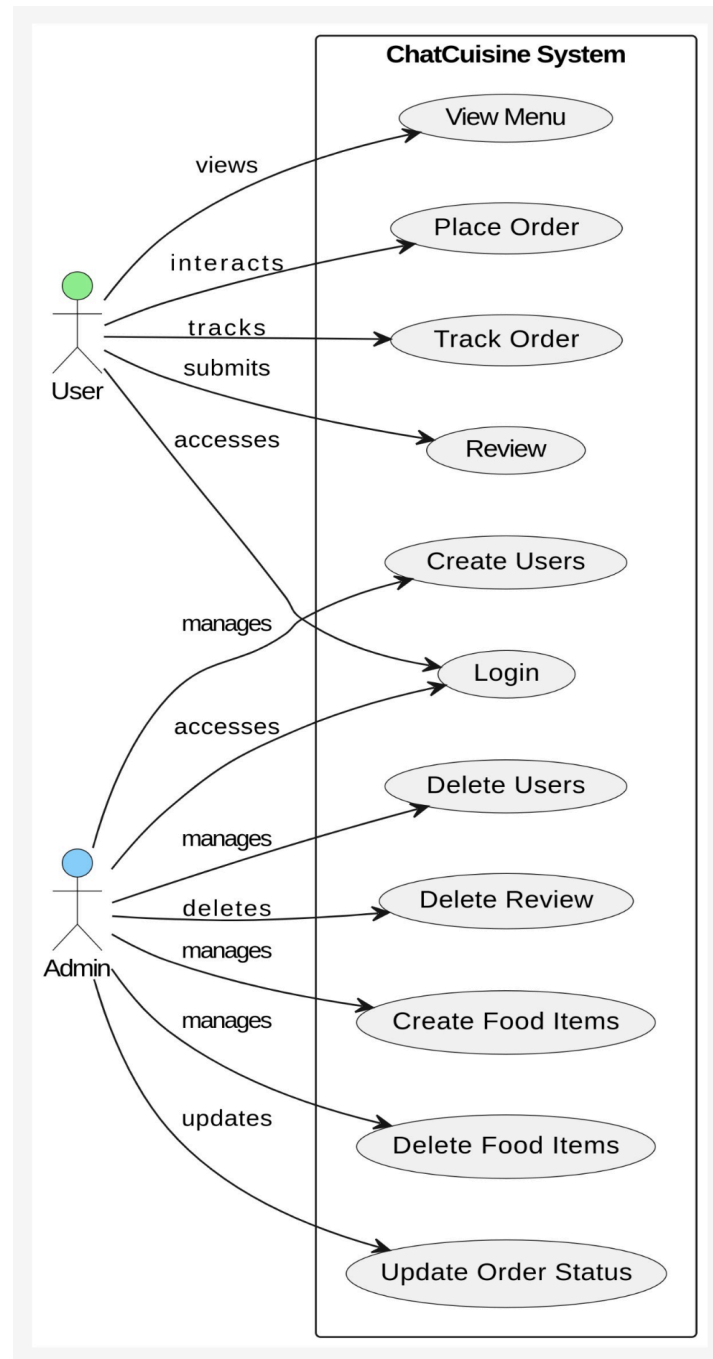 ChatCuisine System
View Menu
views
Place Order
interacts
tracks
Track Order
submits
User
accesses
Review
Create Users
manages
Login
accesses
Delete Users
manages
Delete Review
deletes
manages
Admin
Create Food Items
manages
updates
Delete Food Items
Update Order Status